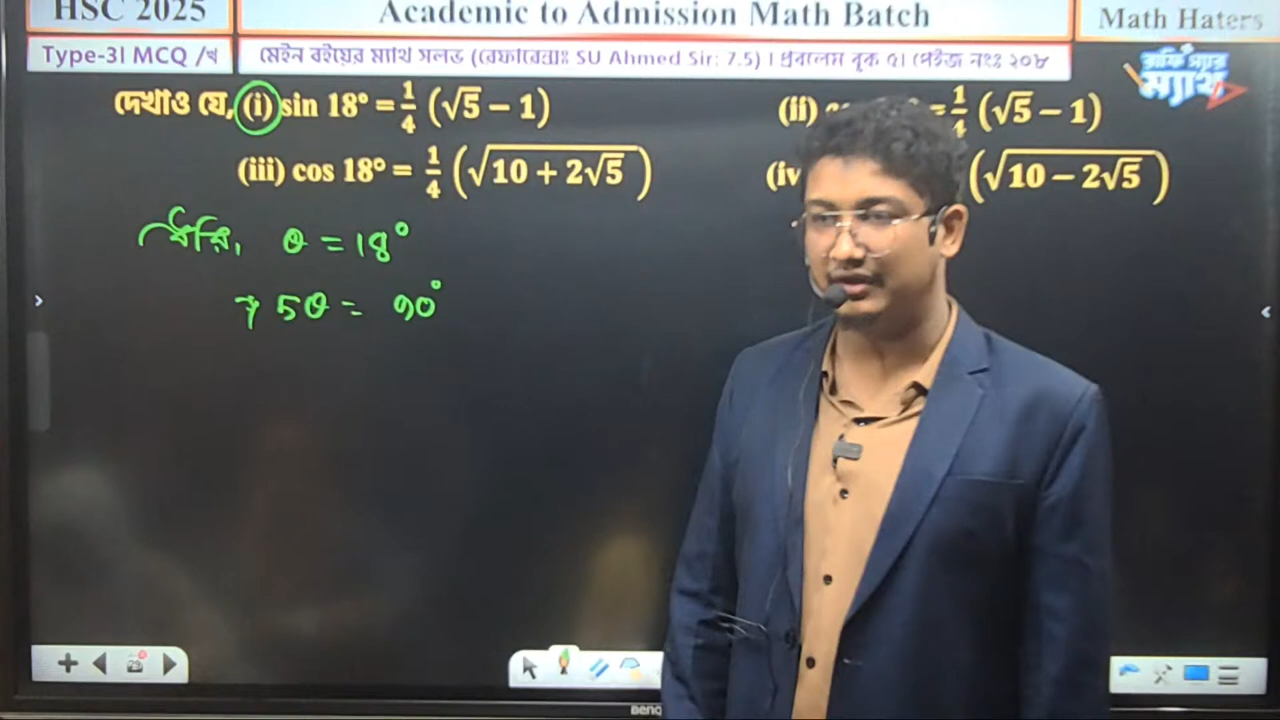 HSC 2025
Academic to Admission Math Batch
Math Haters
Type-3। MCQ /খ
মেইন বইয়ের ম্যাথ সলভ (রেফারেন্সঃ SU Ahmed Sir: 7.5) । প্রবলেম বুক ৫। পেইজ নংঃ ২০৮
রাফি স্যার
ম্যাথ
দেখাও যে, (i) sin 18° = 1/4 (√5 − 1)
(ii) = 1/4 (√5 − 1)
(iii) cos 18° = 1/4 (√10 + 2√5)
(iv (√10 − 2√5)
ধরি, θ = 18°
⇒ 5θ = 90°
BenQ